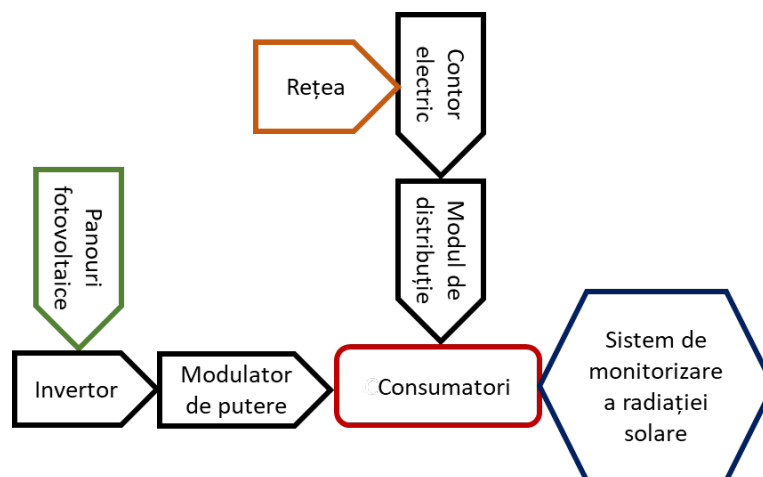 Rețea
Contor
electric
Panouri
fotovoltaice
Modul de
distribuție
Invertor
Modulator
de putere
Consumatori
Sistem de
monitorizare
a radiației
solare